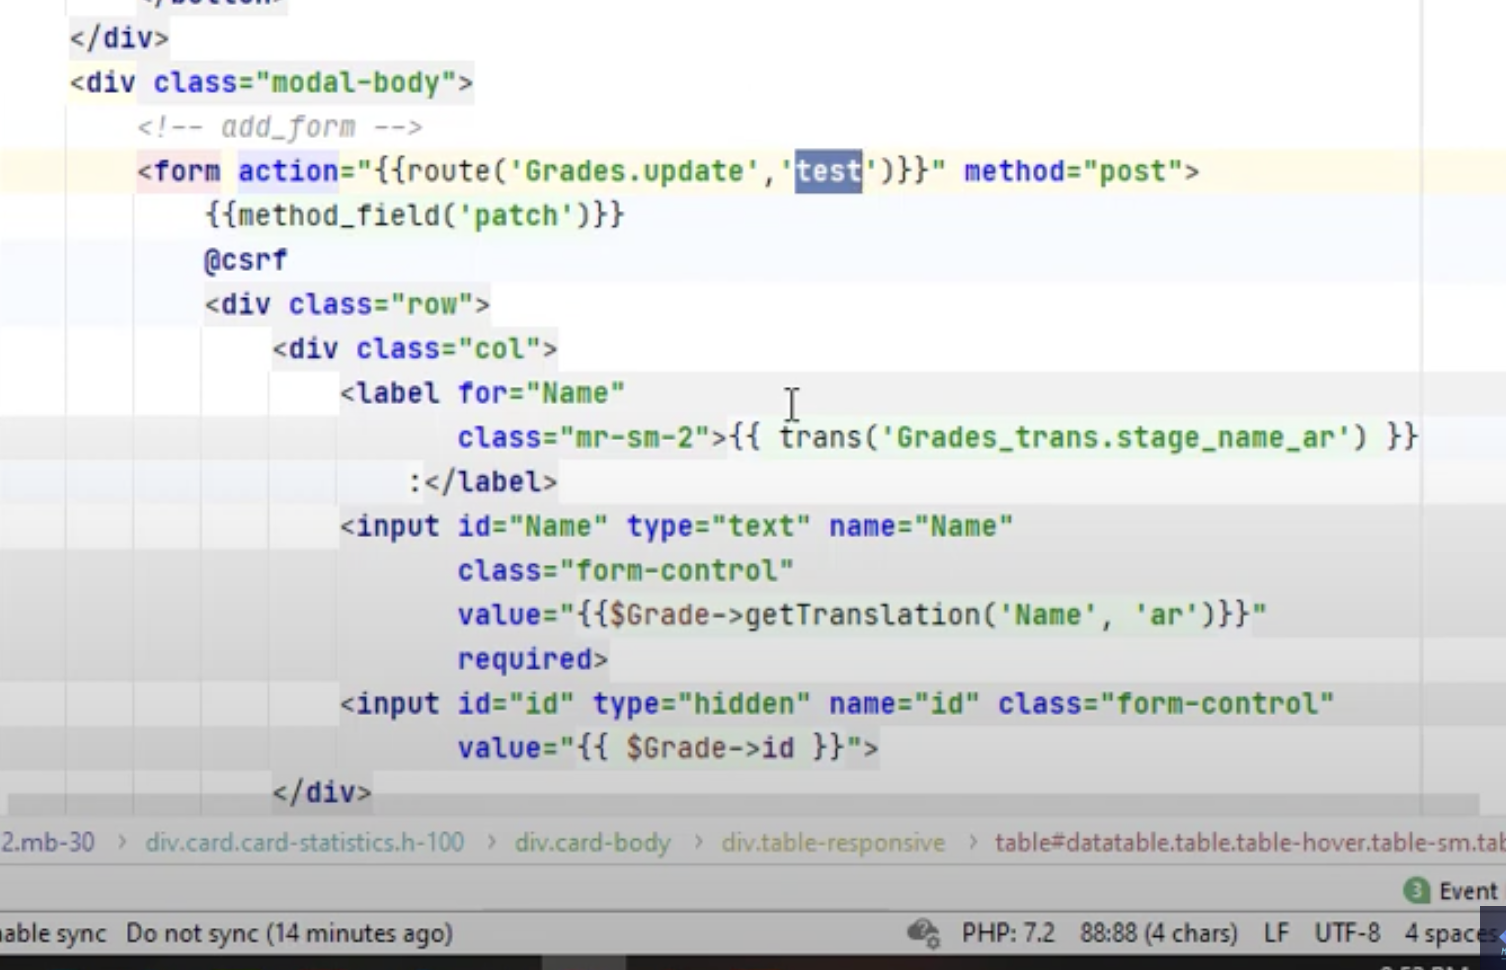 </div>
<div class="modal-body">
<!-- add_form -->
<form action="{{route('Grades.update','test')}}" method="post">
{{method_field('patch')}}
@csrf
<div class="row">
<div class="col">
<label for="Name"
class="mr-sm-2">{{ trans('Grades_trans.stage_name_ar') }}
:</label>
<input id="Name" type="text" name="Name"
class="form-control"
value="{{$Grade->getTranslation('Name', 'ar')}}"
required>
<input id="id" type="hidden" name="id" class="form-control"
value="{{ $Grade->id }}">
</div>
2.mb-30 › div.card.card-statistics.h-100 › div.card-body › div.table-responsive › table#datatable.table.table-hover.table-sm.tab
3 Event
able sync Do not sync (14 minutes ago) PHP: 7.2 88:88 (4 chars) LF UTF-8 4 spaces